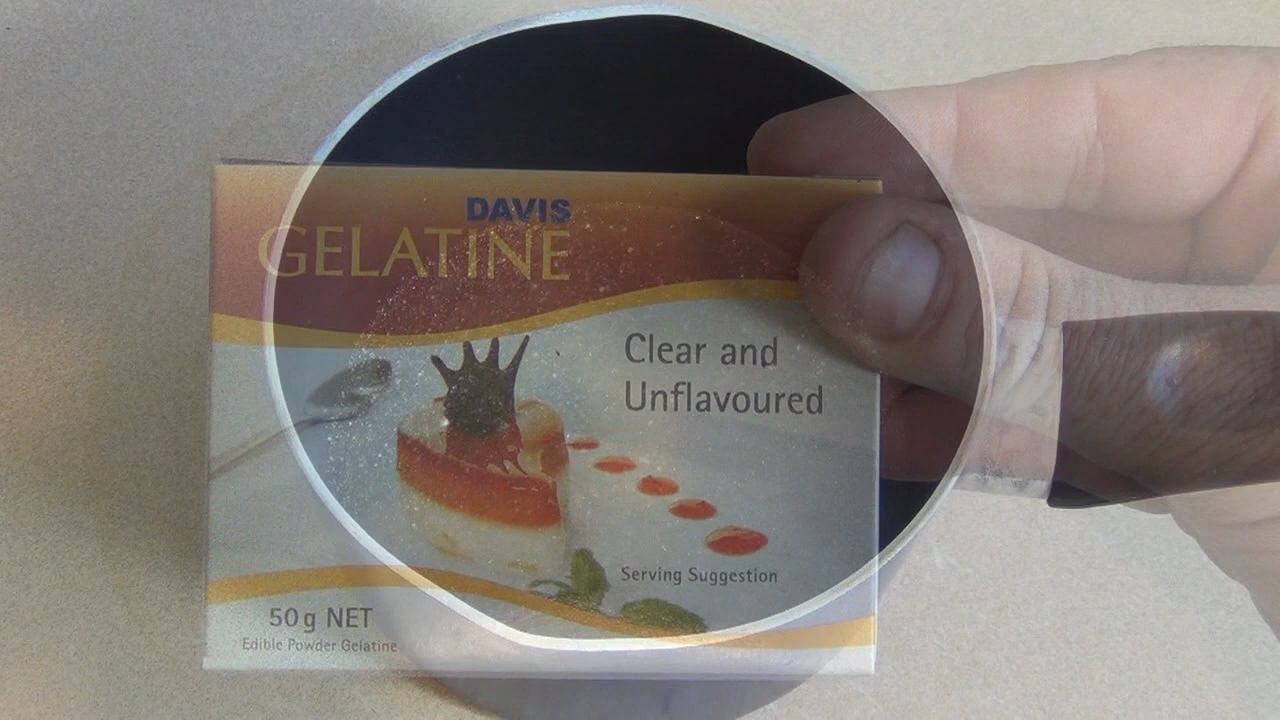 DAVIS
GELATINE
Clear and
Unflavoured
Serving Suggestion
50g NET
Edible Powder Gelatine